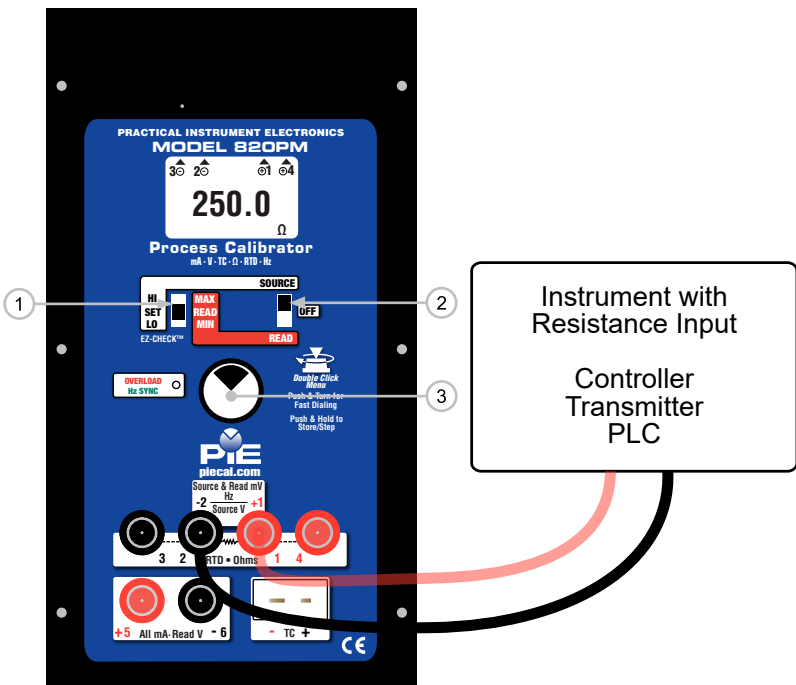 PRACTICAL INSTRUMENT ELECTRONICS
MODEL 820PM
3⊖ 2⊖ ⊕1 ⊕4
250.0
Ω
Process Calibrator
mA · V · TC · Ω · RTD · Hz
SOURCE
1
HI
SET
LO
MAX
READ
MIN
OFF
2
EZ-CHECK™
READ
OVERLOAD
Hz SYNC
Double Click
Menu
Push & Turn for
Fast Dialing
Push & Hold to
Store/Step
3
PIE
piecal.com
Source & Read mV
-2 Hz +1
Source V
3 2 RTD • Ohms 1 4
+5 All mA-Read V - 6
- TC +
CE
Instrument with
Resistance Input
Controller
Transmitter
PLC